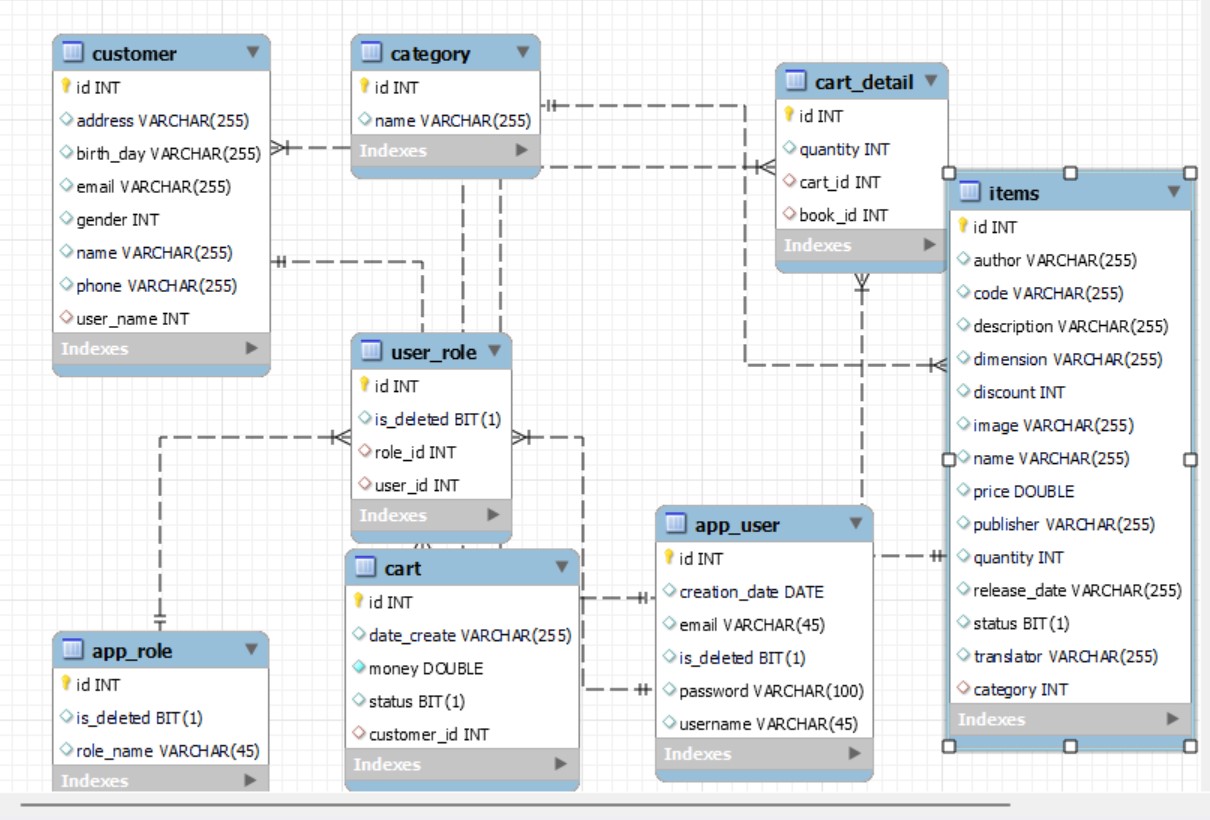 customer
id INT
address VARCHAR(255)
birth_day VARCHAR(255)
email VARCHAR(255)
gender INT
name VARCHAR(255)
phone VARCHAR(255)
user_name INT
Indexes
category
id INT
name VARCHAR(255)
Indexes
cart_detail
id INT
quantity INT
cart_id INT
book_id INT
Indexes
items
id INT
author VARCHAR(255)
code VARCHAR(255)
description VARCHAR(255)
dimension VARCHAR(255)
discount INT
image VARCHAR(255)
name VARCHAR(255)
price DOUBLE
publisher VARCHAR(255)
quantity INT
release_date VARCHAR(255)
status BIT(1)
translator VARCHAR(255)
category INT
Indexes
user_role
id INT
is_deleted BIT(1)
role_id INT
user_id INT
Indexes
app_user
id INT
creation_date DATE
email VARCHAR(45)
is_deleted BIT(1)
password VARCHAR(100)
username VARCHAR(45)
Indexes
cart
id INT
date_create VARCHAR(255)
money DOUBLE
status BIT(1)
customer_id INT
Indexes
app_role
id INT
is_deleted BIT(1)
role_name VARCHAR(45)
Indexes